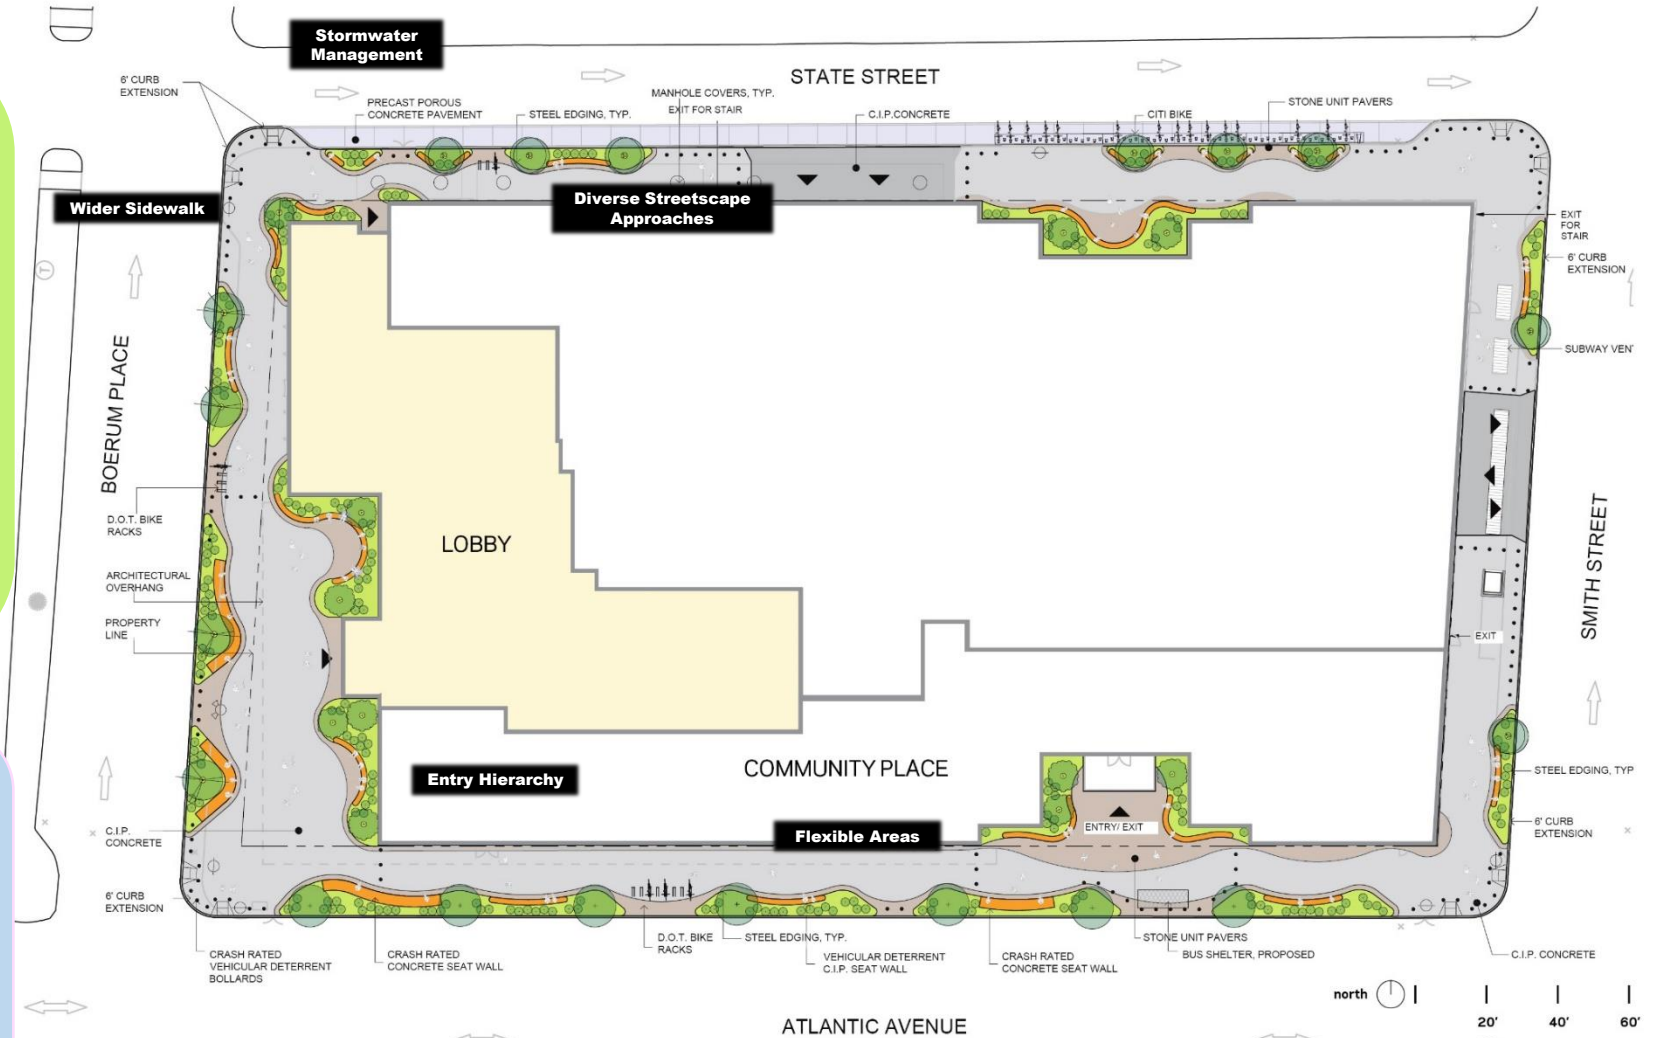 Stormwater
Management
STATE STREET
6' CURB
EXTENSION
PRECAST POROUS
CONCRETE PAVEMENT
STEEL EDGING, TYP.
MANHOLE COVERS, TYP.
EXIT FOR STAIR
C.I.P.CONCRETE
CITI BIKE
STONE UNIT PAVERS
Wider Sidewalk
Diverse Streetscape
Approaches
EXIT
FOR
STAIR
6' CURB
EXTENSION
SUBWAY VEN
BOERUM PLACE
D.O.T. BIKE
RACKS
LOBBY
ARCHITECTURAL
OVERHANG
PROPERTY
LINE
SMITH STREET
EXIT
Entry Hierarchy
COMMUNITY PLACE
STEEL EDGING, TYP
Flexible Areas
ENTRY/ EXIT
6' CURB
EXTENSION
C.I.P.
CONCRETE
6' CURB
EXTENSION
CRASH RATED
VEHICULAR DETERRENT
BOLLARDS
CRASH RATED
CONCRETE SEAT WALL
D.O.T. BIKE
RACKS
STEEL EDGING, TYP.
VEHICULAR DETERRENT
C.I.P. SEAT WALL
CRASH RATED
CONCRETE SEAT WALL
STONE UNIT PAVERS
BUS SHELTER, PROPOSED
C.I.P. CONCRETE
north
20' 40' 60'
ATLANTIC AVENUE
T